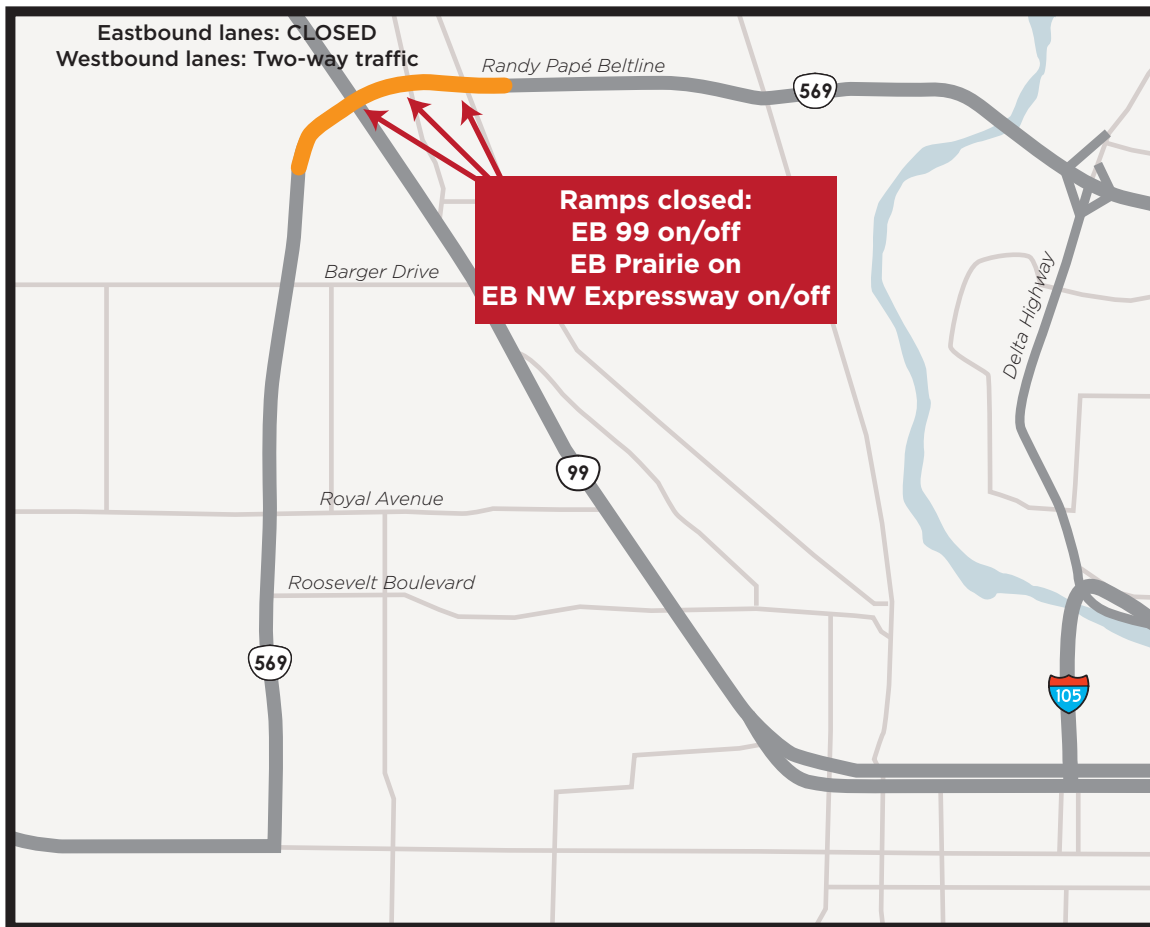 Eastbound lanes: CLOSED
Westbound lanes: Two-way traffic
Randy Papé Beltline
569
Ramps closed:
EB 99 on/off
EB Prairie on
EB NW Expressway on/off
Barger Drive
Delta Highway
99
Royal Avenue
Roosevelt Boulevard
569
105